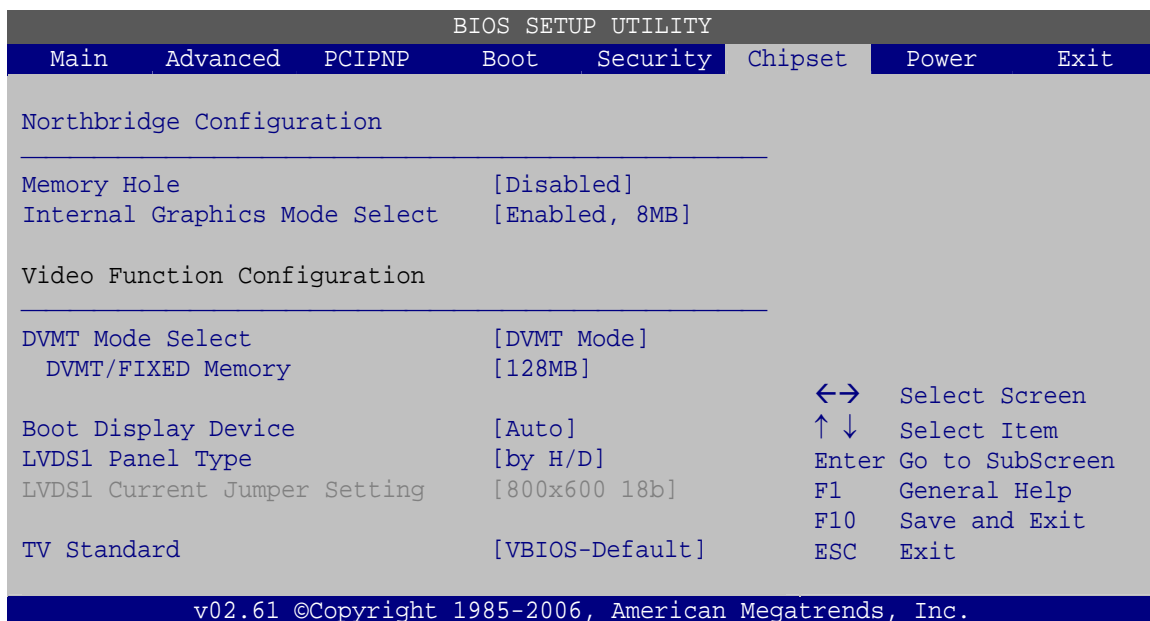 BIOS SETUP UTILITY
Main Advanced PCIPNP Boot Security Chipset Power Exit
Northbridge Configuration
Memory Hole [Disabled]
Internal Graphics Mode Select [Enabled, 8MB]
Video Function Configuration
DVMT Mode Select [DVMT Mode]
DVMT/FIXED Memory [128MB]
Boot Display Device [Auto]
LVDS1 Panel Type [by H/D]
LVDS1 Current Jumper Setting [800x600 18b]
TV Standard [VBIOS-Default]
←→ Select Screen
↑ ↓ Select Item
Enter Go to SubScreen
F1 General Help
F10 Save and Exit
ESC Exit
v02.61 ©Copyright 1985-2006, American Megatrends, Inc.